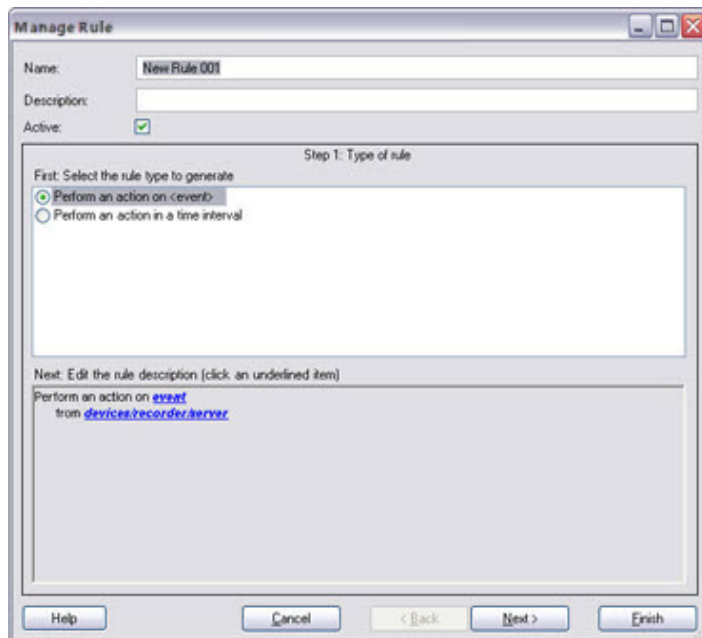 Manage Rule
Name: New Rule 001
Description:
Active:
Step 1: Type of rule
First: Select the rule type to generate
Perform an action on <event>
Perform an action in a time interval
Next: Edit the rule description (click an underlined item)
Perform an action on event
from devices/recorder/server
Help Cancel < Back Next > Finish